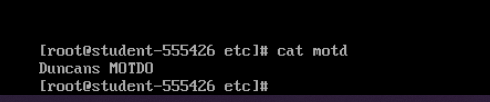 [root@student-555426 etc]# cat motd
Duncans MOTDO
[root@student-555426 etc]#